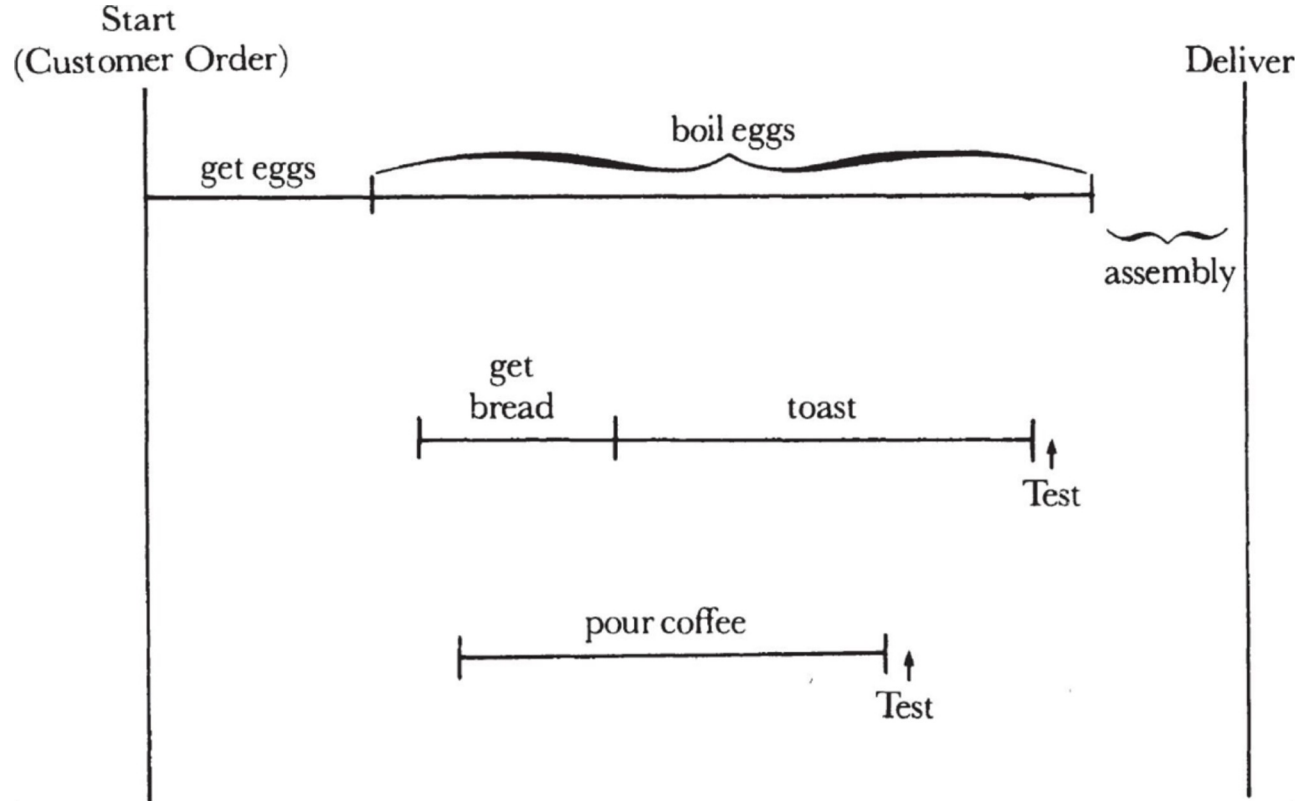 Start
(Customer Order)
Deliver
boil eggs
get eggs
assembly
get
bread
toast
Test
pour coffee
Test